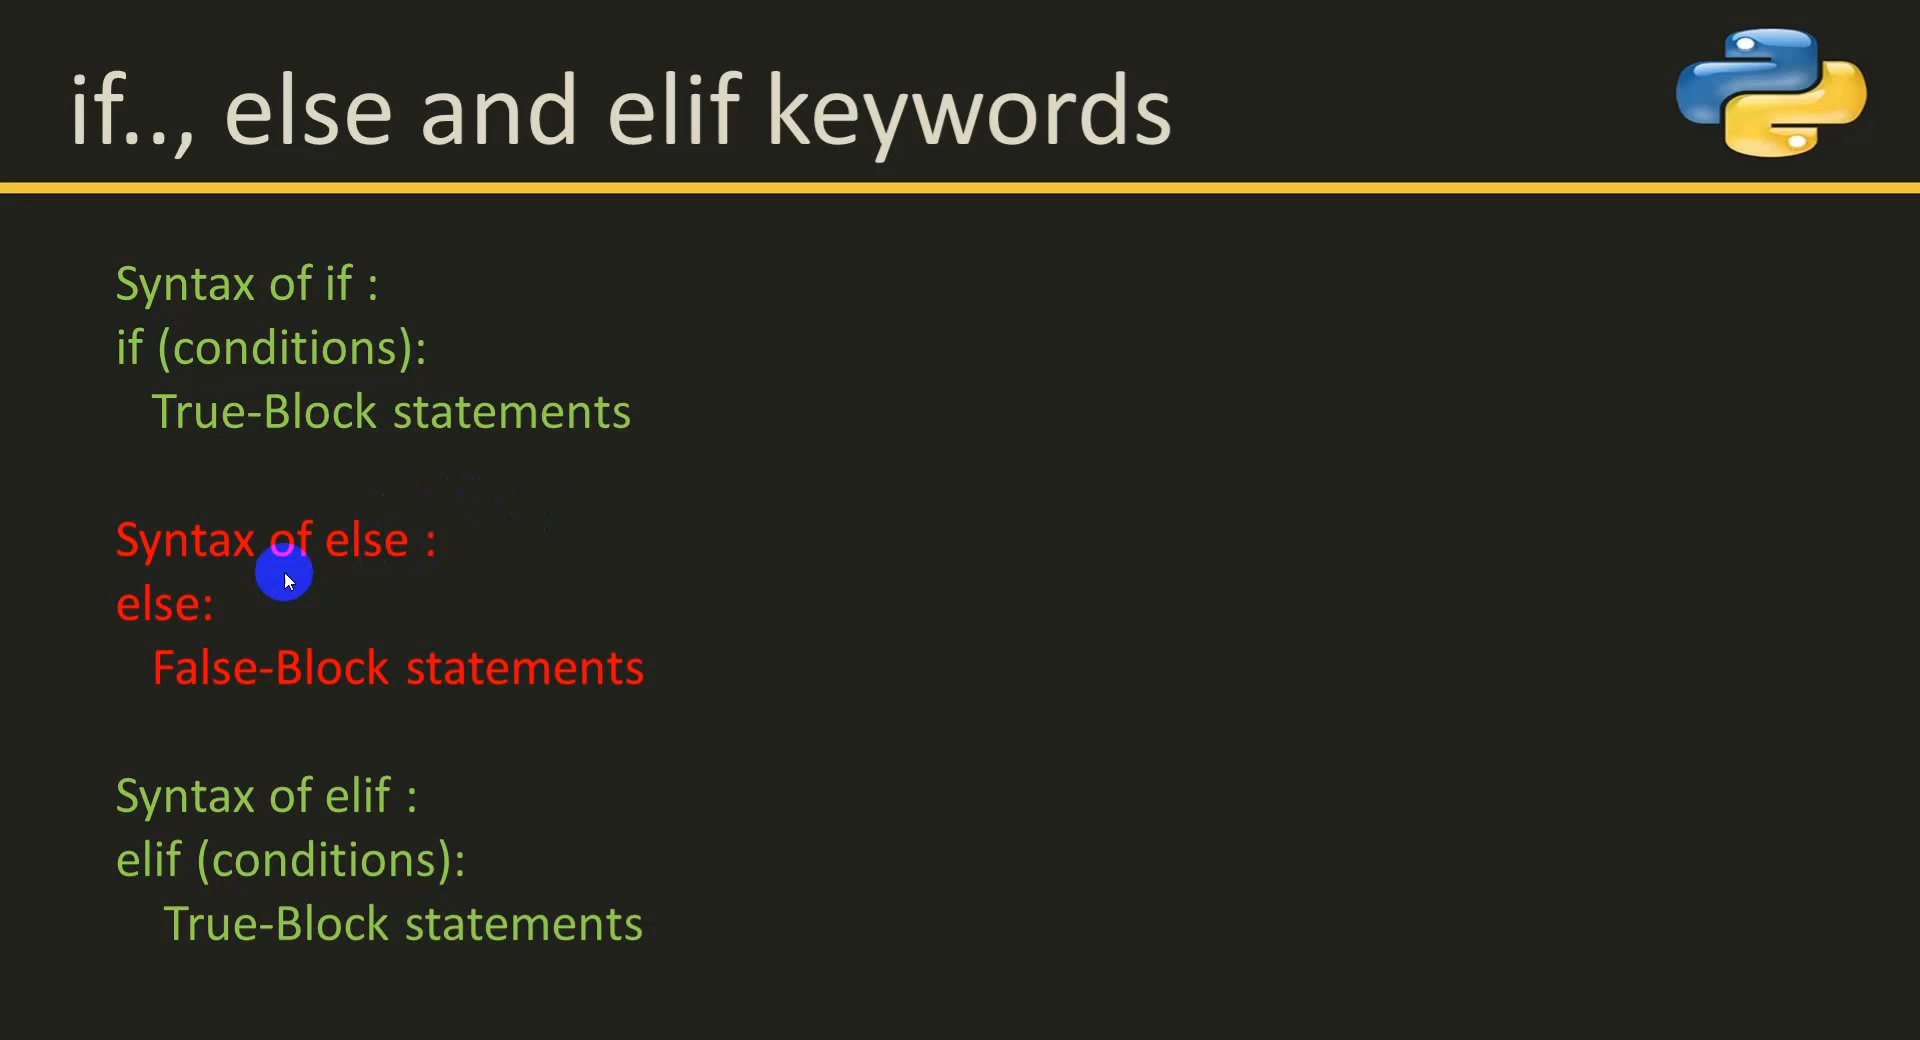 if.., else and elif keywords
Syntax of if :
if (conditions):
True-Block statements
Syntax of else :
else:
False-Block statements
Syntax of elif :
elif (conditions):
True-Block statements